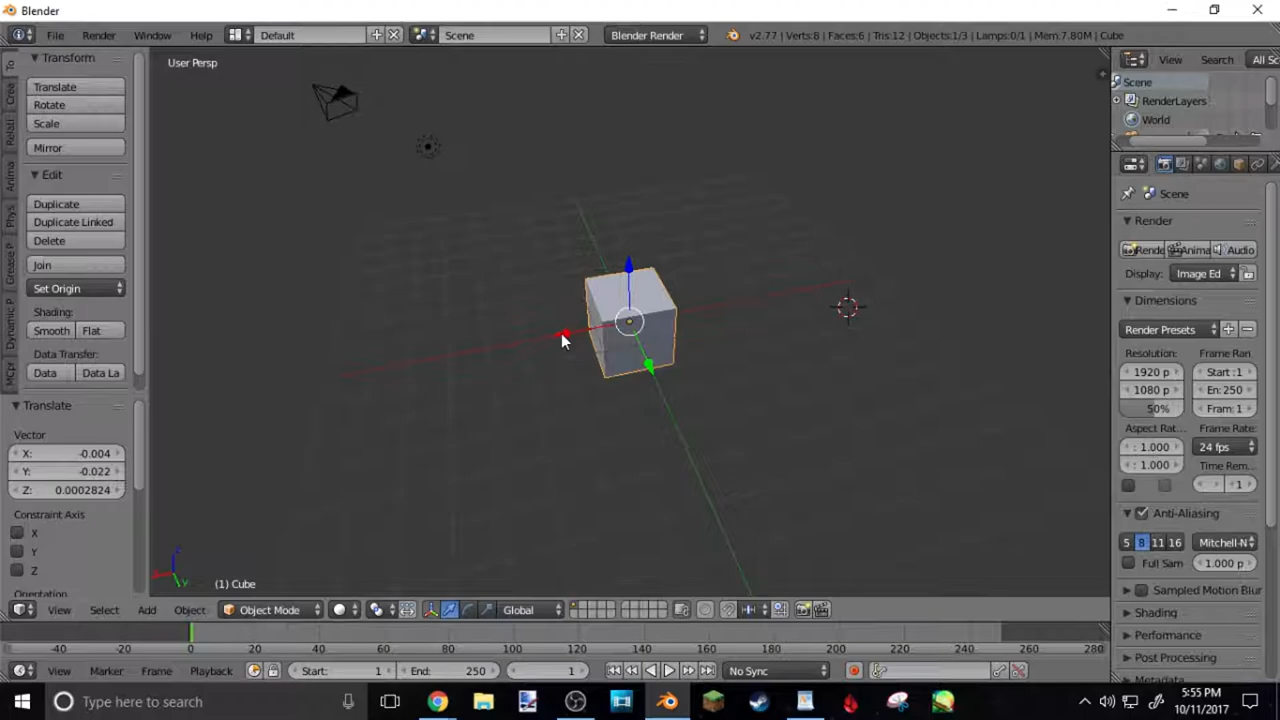 Blender
File Render Window Help Default Scene Blender Render v2.77 | Verts:8 | Faces:6 | Tris:12 | Objects:1/3 | Lamps:0/1 | Mem:7.80M | Cube
Transform
Translate
Rotate
Scale
Mirror
Edit
Duplicate
Duplicate Linked
Delete
Join
Set Origin
Shading:
Smooth Flat
Data Transfer:
Data Data La
Translate
Vector
X: -0.004
Y: -0.022
Z: 0.0002824
Constraint Axis
X
Y
Z
Orientation
To
Crea
Relati
Anima
Phys
Grease P
Dynamic P
MCpr
User Persp
(1) Cube
View Select Add Object Object Mode Global
View Search All Sc
Scene
RenderLayers
World
Scene
Render
Rende Anima Audio
Display: Image Ed
Dimensions
Render Presets
Resolution: Frame Ran
1920 p Start :1
1080 p En: 250
50% Fram: 1
Aspect Rat... Frame Rate:
: 1.000 24 fps
: 1.000 Time Rem...
1
Anti-Aliasing
5 8 11 16 Mitchell-N
Full Sam 1.000 p
Sampled Motion Blur
Shading
Performance
Post Processing
Metadata
-40 -20 0 20 40 60 80 100 120 140 160 180 200 220 240 260 280
View Marker Frame Playback Start: 1 End: 250 1 No Sync
Type here to search
5:55 PM
10/11/2017